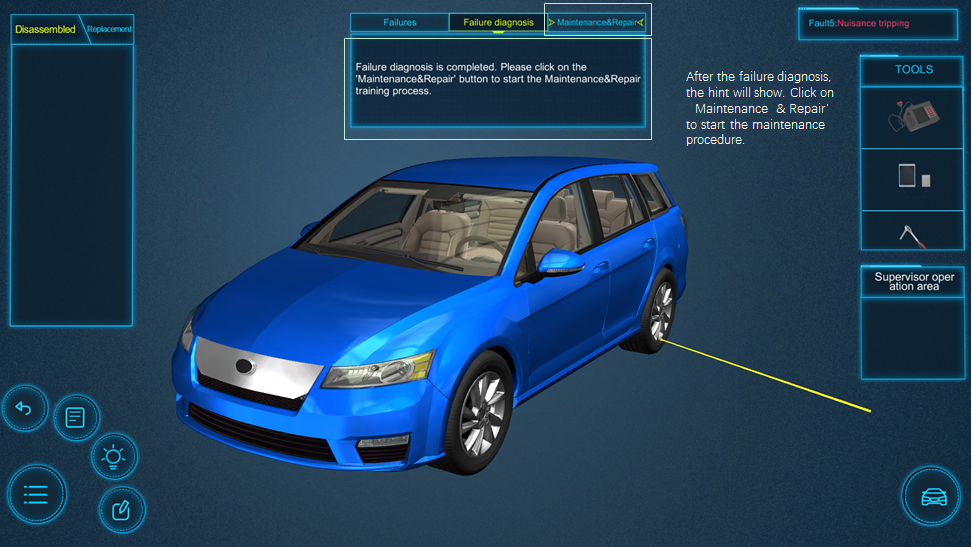 Disassembled
Replacement
Failures
Failure diagnosis
Maintenance&Repair
Fault5:Nuisance tripping
Failure diagnosis is completed. Please click on the
'Maintenance&Repair' button to start the Maintenance&Repair
training process.
After the failure diagnosis,
the hint will show. Click on
Maintenance & Repair'
to start the maintenance
procedure.
TOOLS
Supervisor oper
ation area